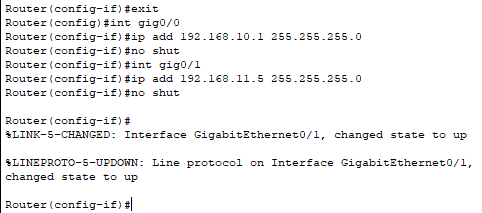 Router(config-if)#exit
Router(config)#int gig0/0
Router(config-if)#ip add 192.168.10.1 255.255.255.0
Router(config-if)#no shut
Router(config-if)#int gig0/1
Router(config-if)#ip add 192.168.11.5 255.255.255.0
Router(config-if)#no shut
Router(config-if)#
%LINK-5-CHANGED: Interface GigabitEthernet0/1, changed state to up
%LINEPROTO-5-UPDOWN: Line protocol on Interface GigabitEthernet0/1,
changed state to up
Router(config-if)#